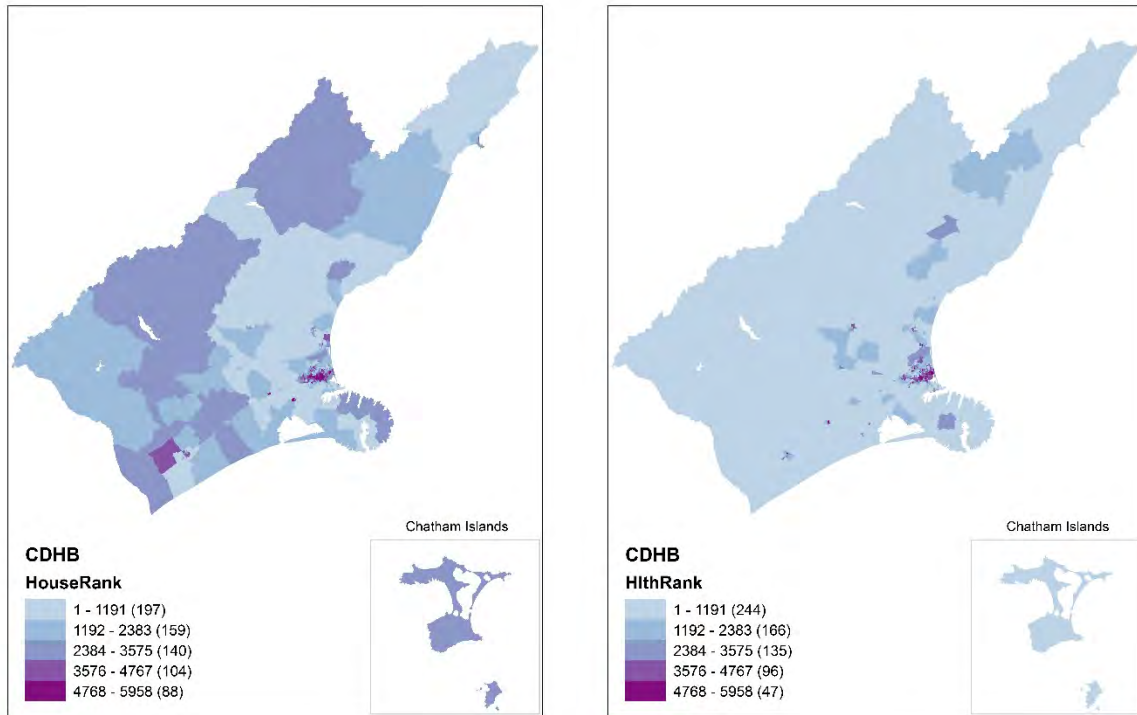 Chatham Islands
CDHB
HouseRank
1 - 1191 (197)
1192 - 2383 (159)
2384 - 3575 (140)
3576 - 4767 (104)
4768 - 5958 (88)
Chatham Islands
CDHB
HlthRank
1 - 1191 (244)
1192 - 2383 (166)
2384 - 3575 (135)
3576 - 4767 (96)
4768 - 5958 (47)